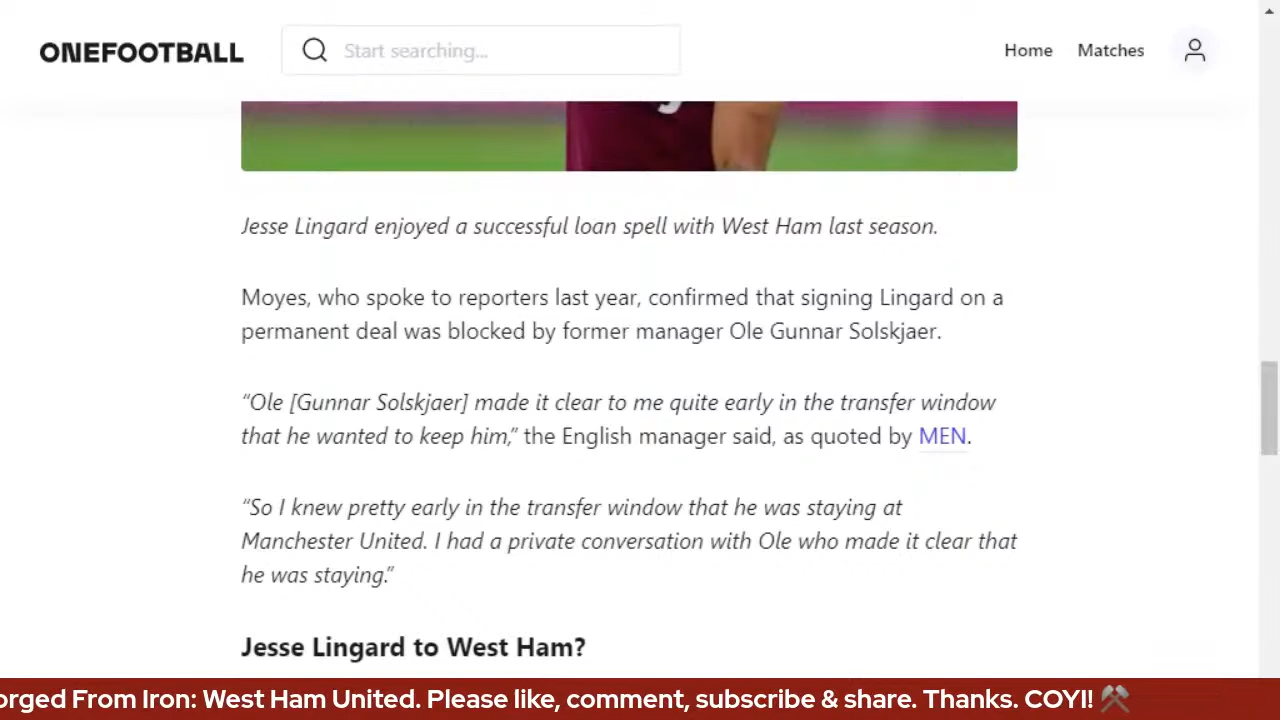 ONEFOOTBALL
Start searching...
Home
Matches
Jesse Lingard enjoyed a successful loan spell with West Ham last season.
Moyes, who spoke to reporters last year, confirmed that signing Lingard on a
permanent deal was blocked by former manager Ole Gunnar Solskjaer.
“Ole [Gunnar Solskjaer] made it clear to me quite early in the transfer window
that he wanted to keep him,” the English manager said, as quoted by MEN.
“So I knew pretty early in the transfer window that he was staying at
Manchester United. I had a private conversation with Ole who made it clear that
he was staying.”
Jesse Lingard to West Ham?
orged From Iron: West Ham United. Please like, comment, subscribe & share. Thanks. COYI! ⚒